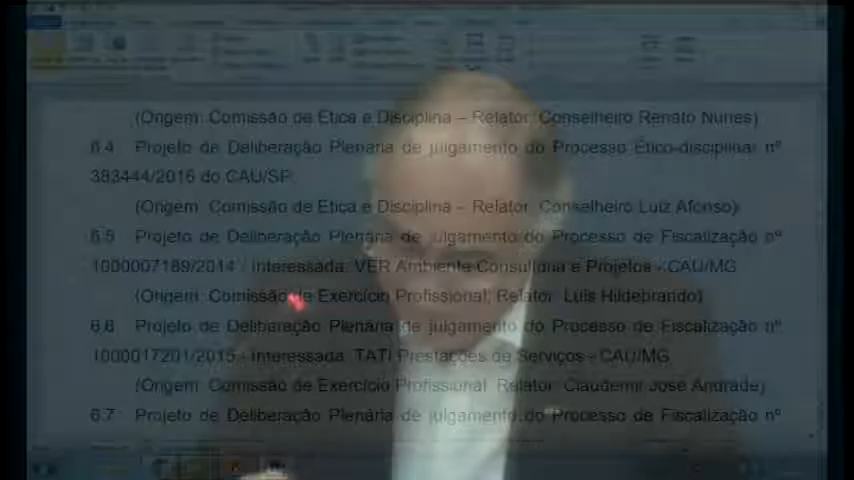 (Origem: Comissão de Ética e Disciplina – Relator: Conselheiro Renato Nunes)
6.4 Projeto de Deliberação Plenária de julgamento do Processo Ético-disciplinar nº
383444/2016 do CAU/SP
(Origem: Comissão de Ética e Disciplina – Relator: Conselheiro Luiz Afonso)
6.5 Projeto de Deliberação Plenária de julgamento do Processo de Fiscalização nº
1000007189/2014 - Interessada: VER Ambiente Consultoria e Projetos - CAU/MG
(Origem: Comissão de Exercício Profissional; Relator: Luis Hildebrando)
6.6 Projeto de Deliberação Plenária de julgamento do Processo de Fiscalização nº
1000017201/2015 - Interessada: TATI Prestações de Serviços - CAU/MG
(Origem: Comissão de Exercício Profissional. Relator: Claudemir José Andrade)
6.7 Projeto de Deliberação Plenária de julgamento do Processo de Fiscalização nº